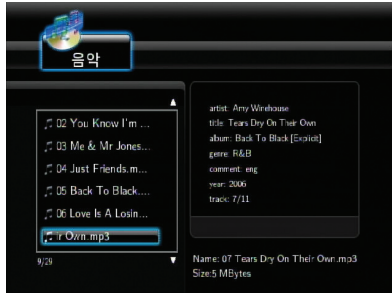 음악
02 You Know I'm ...
03 Me & Mr Jones...
04 Just Friends.m...
05 Back To Black....
06 Love Is A Losin...
ir Own.mp3
9/29
artist: Amy Winehouse
title: Tears Dry On Their Own
album: Back To Black [Explicit]
genre: R&B
comment: eng
year: 2006
track: 7/11
Name: 07 Tears Dry On Their Own.mp3
Size:5 MBytes